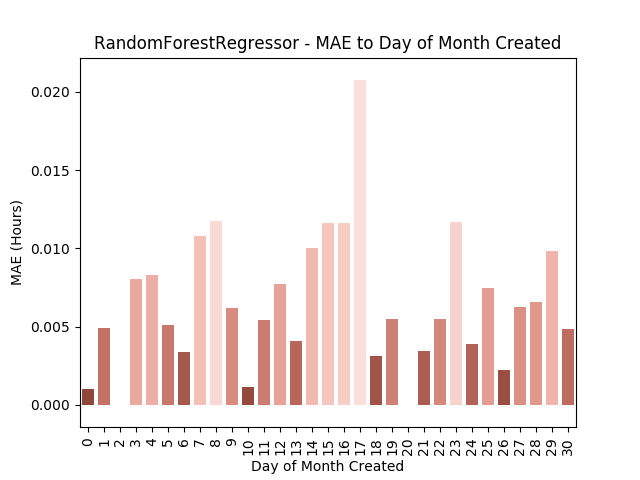 RandomForestRegressor - MAE to Day of Month Created
0.020
0.015
0.010
0.005
0.000
MAE (Hours)
0 1 2 3 4 5 6 7 8 9 10 11 12 13 14 15 16 17 18 19 20 21 22 23 24 25 26 27 28 29 30
Day of Month Created